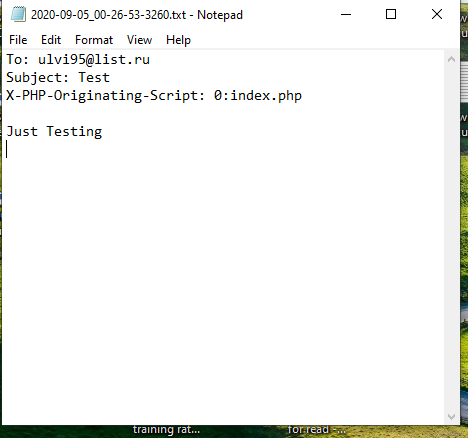 2020-09-05_00-26-53-3260.txt - Notepad
File Edit Format View Help
To: ulvi95@list.ru
Subject: Test
X-PHP-Originating-Script: 0:index.php
Just Testing
training rat...
for read -...